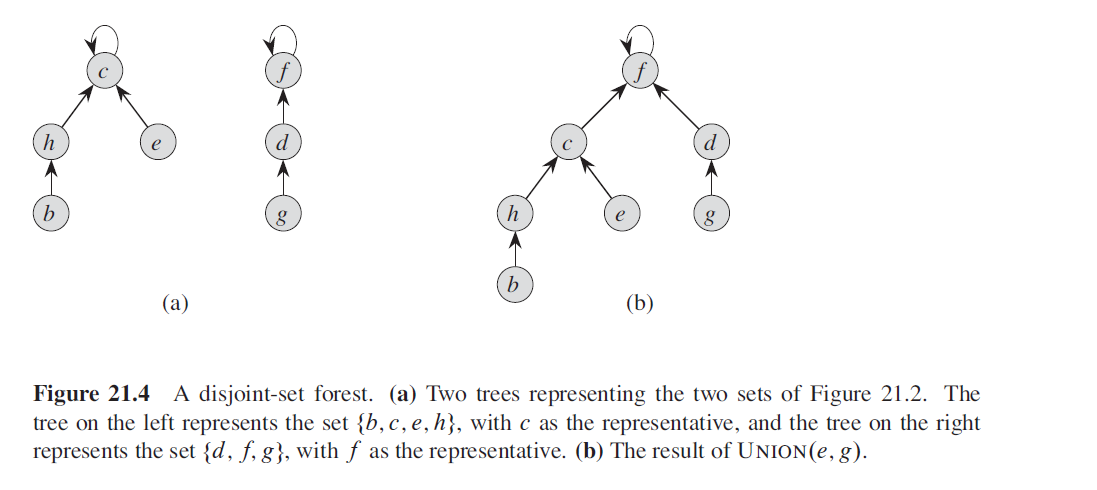 c f f
h e d c d
b g h e g
b
(a) (b)
Figure 21.4 A disjoint-set forest. (a) Two trees representing the two sets of Figure 21.2. The
tree on the left represents the set {b, c, e, h}, with c as the representative, and the tree on the right
represents the set {d, f, g}, with f as the representative. (b) The result of UNION(e, g).